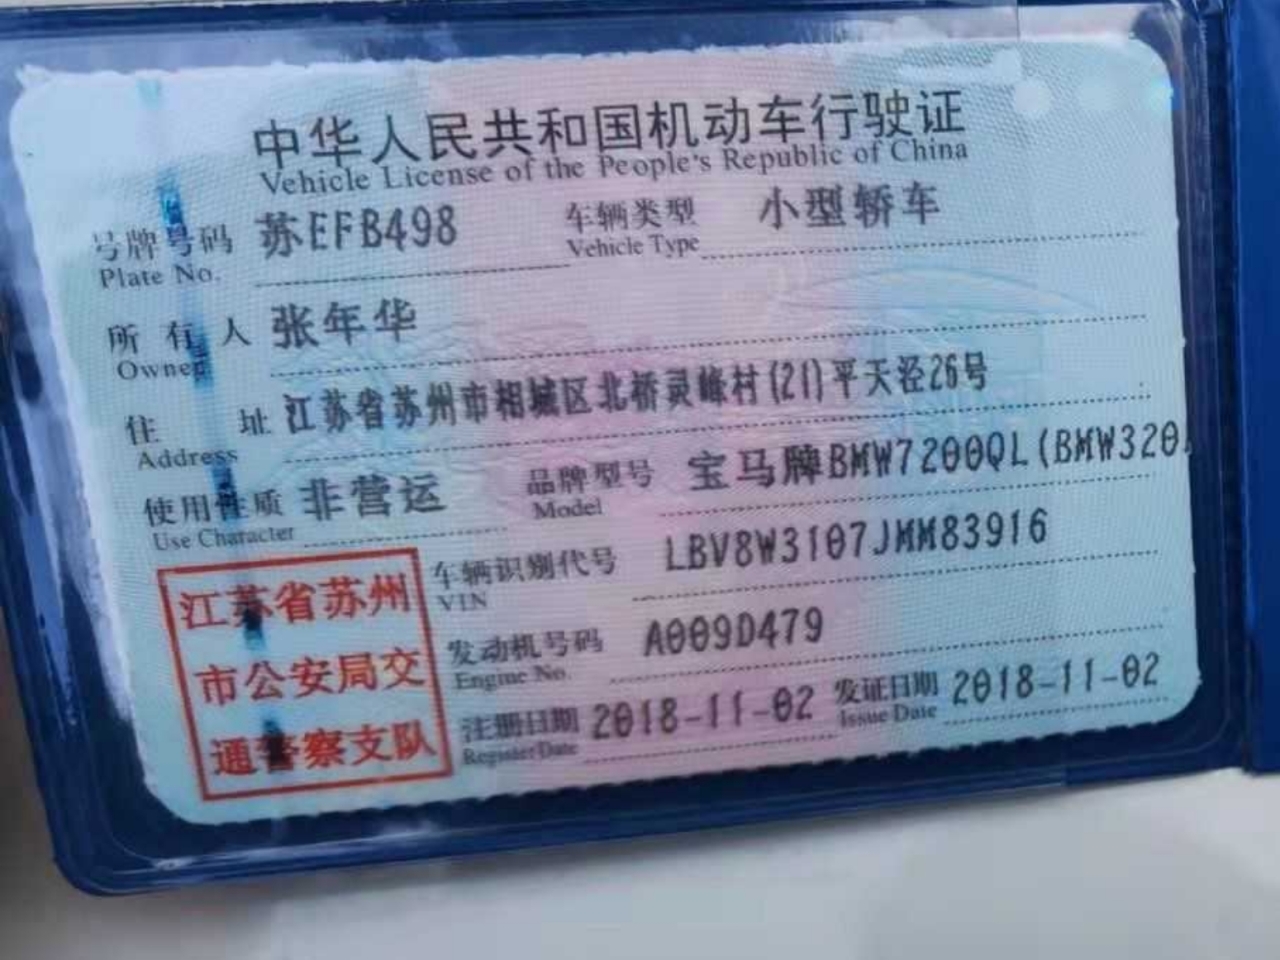 中华人民共和国机动车行驶证
Vehicle License of the People's Republic of China
号牌号码 苏EFB498 车辆类型 小型轿车
Plate No. Vehicle Type
所有人 张年华
Owner
住址 江苏省苏州市相城区北桥灵峰村(21)平天泾26号
Address
使用性质 非营运 品牌型号 宝马牌BMW7200QL(BMW320
Use Character Model
车辆识别代号 LBV8W3107JMM83916
VIN
发动机号码 A009D479
Engine No.
注册日期 2018-11-02 发证日期 2018-11-02
Register Date Issue Date
江苏省苏州
市公安局交
通警察支队